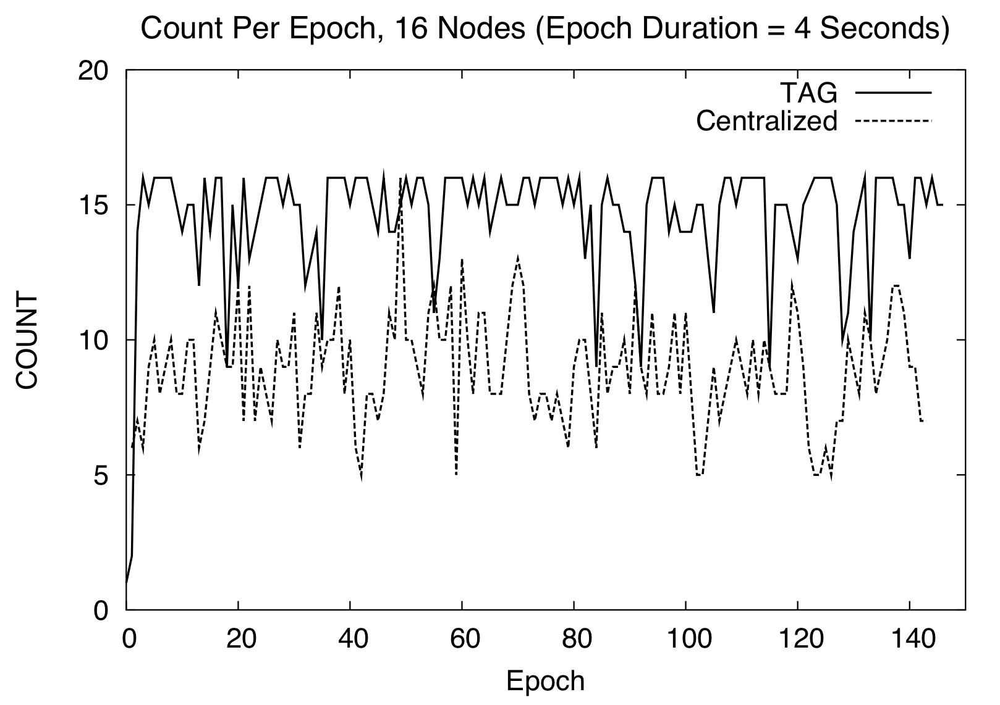 Count Per Epoch, 16 Nodes (Epoch Duration = 4 Seconds)
20
TAG
Centralized
15
10
5
0
COUNT
0 20 40 60 80 100 120 140
Epoch